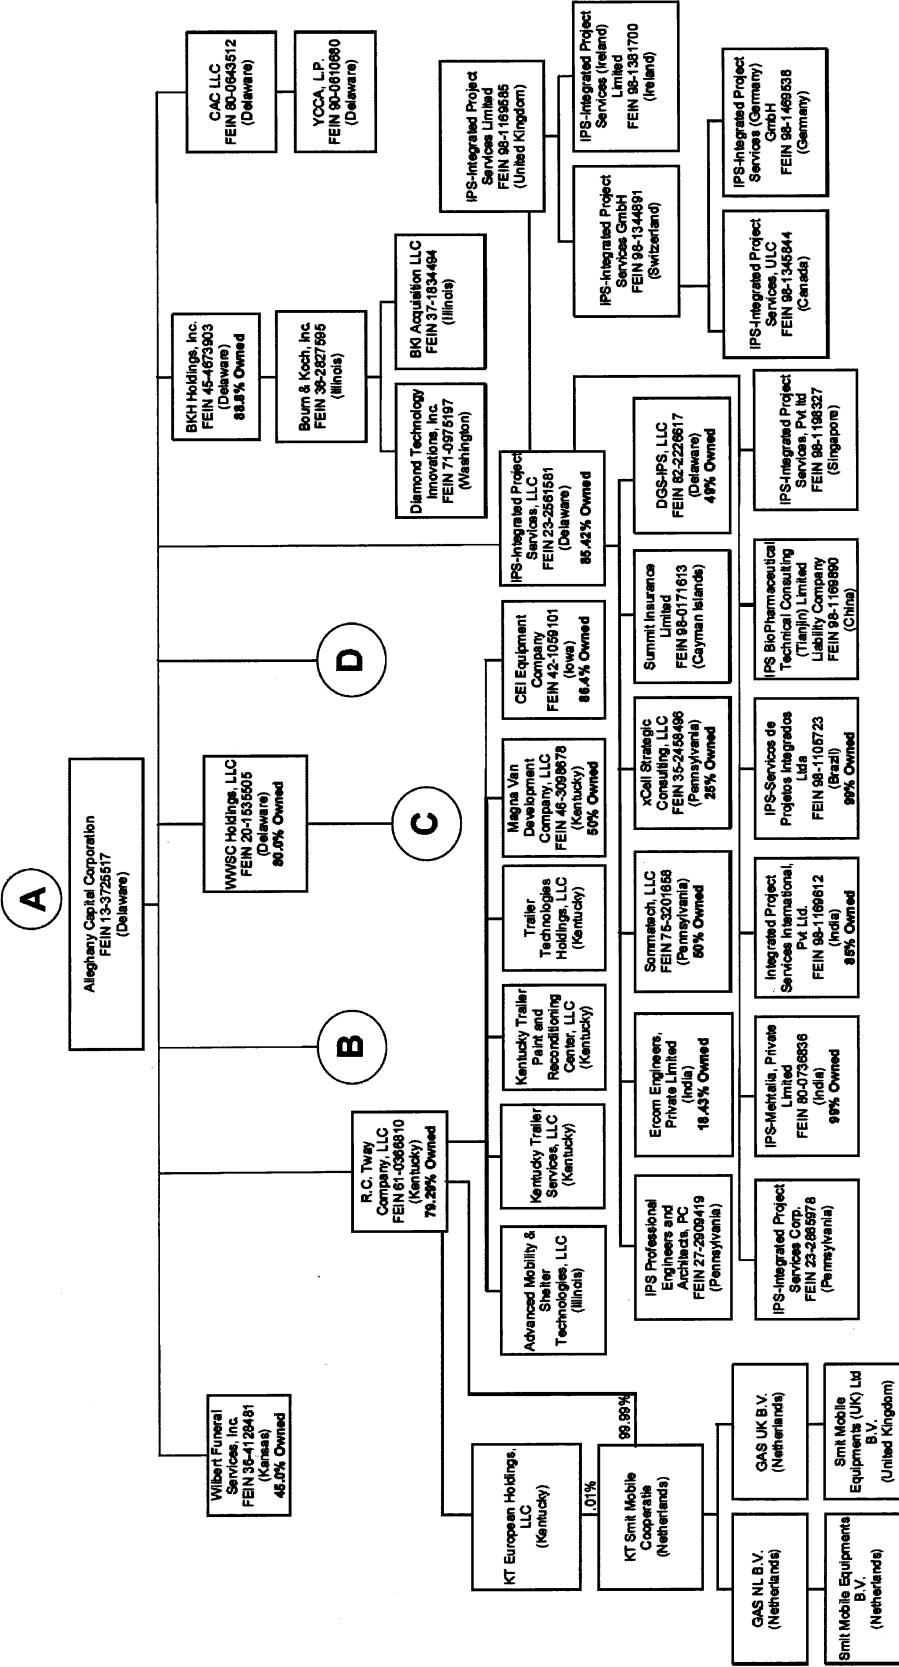 A
Alleghany Capital Corporation
FEIN 13-3725517
(Delaware)
Wilbert Funeral
Services, Inc.
FEIN 36-4128481
(Kansas)
45.0% Owned
B
WWSC Holdings, LLC
FEIN 20-1535505
(Delaware)
80.0% Owned
C
D
BKH Holdings, Inc.
FEIN 45-4673903
(Delaware)
88.8% Owned
Bourn & Koch, Inc.
FEIN 36-2827595
(Illinois)
Diamond Technology
Innovations, Inc.
FEIN 71-0975197
(Washington)
BKI Acquisition LLC
FEIN 37-1834494
(Illinois)
CAC LLC
FEIN 80-0643512
(Delaware)
YCCA, L.P.
FEIN 90-0610680
(Delaware)
R.C. Tway
Company, LLC
FEIN 61-0366810
(Kentucky)
79.29% Owned
KT European Holdings,
LLC
(Kentucky)
.01%
99.99%
KT Smit Mobile
Cooperatie
(Netherlands)
GAS NL B.V.
(Netherlands)
GAS UK B.V.
(Netherlands)
Smit Mobile Equipments
B.V.
(Netherlands)
Smit Mobile
Equipments (UK) Ltd
B.V.
(United Kingdom)
Advanced Mobility &
Shelter
Technologies, LLC
(Illinois)
Kentucky Trailer
Services, LLC
(Kentucky)
Kentucky Trailer
Paint and
Reconditioning
Center, LLC
(Kentucky)
Trailer
Technologies
Holdings, LLC
(Kentucky)
Magna Van
Development
Company, LLC
FEIN 46-3098678
(Kentucky)
50% Owned
CEI Equipment
Company
FEIN 42-1059101
(Iowa)
86.4% Owned
IPS-Integrated Project
Services, LLC
FEIN 23-2561581
(Delaware)
85.42% Owned
IPS-Integrated Project
Services Limited
FEIN 98-1169585
(United Kingdom)
IPS-Integrated Project
Services GmbH
FEIN 98-1344891
(Switzerland)
IPS-Integrated Project
Services (Ireland)
Limited
FEIN 98-1381700
(Ireland)
IPS-Integrated Project
Services, ULC
FEIN 98-1345844
(Canada)
IPS-Integrated Project
Services (Germany)
GmbH
FEIN 98-1469538
(Germany)
IPS Professional
Engineers and
Architects, PC
FEIN 27-2909419
(Pennsylvania)
Ercom Engineers,
Private Limited
(India)
18.43% Owned
Sommatech, LLC
FEIN 75-3201658
(Pennsylvania)
50% Owned
xCell Strategic
Consulting, LLC
FEIN 35-2458496
(Pennsylvania)
25% Owned
Summit Insurance
Limited
FEIN 98-0171613
(Cayman Islands)
DGS-IPS, LLC
FEIN 82-2226617
(Delaware)
49% Owned
IPS-Integrated Project
Services Corp.
FEIN 23-2865978
(Pennsylvania)
IPS-Mehtalia, Private
Limited
FEIN 80-0736836
(India)
99% Owned
Integrated Project
Services International,
Pvt Ltd.
FEIN 98-1169612
(India)
85% Owned
IPS-Servicos de
Projetos Integrados
Ltda
FEIN 98-1105723
(Brazil)
99% Owned
IPS BioPharmaceutical
Technical Consulting
(Tianjin) Limited
Liability Company
FEIN 98-1169890
(China)
IPS-Integrated Project
Services, Pvt ltd
FEIN 98-1198327
(Singapore)